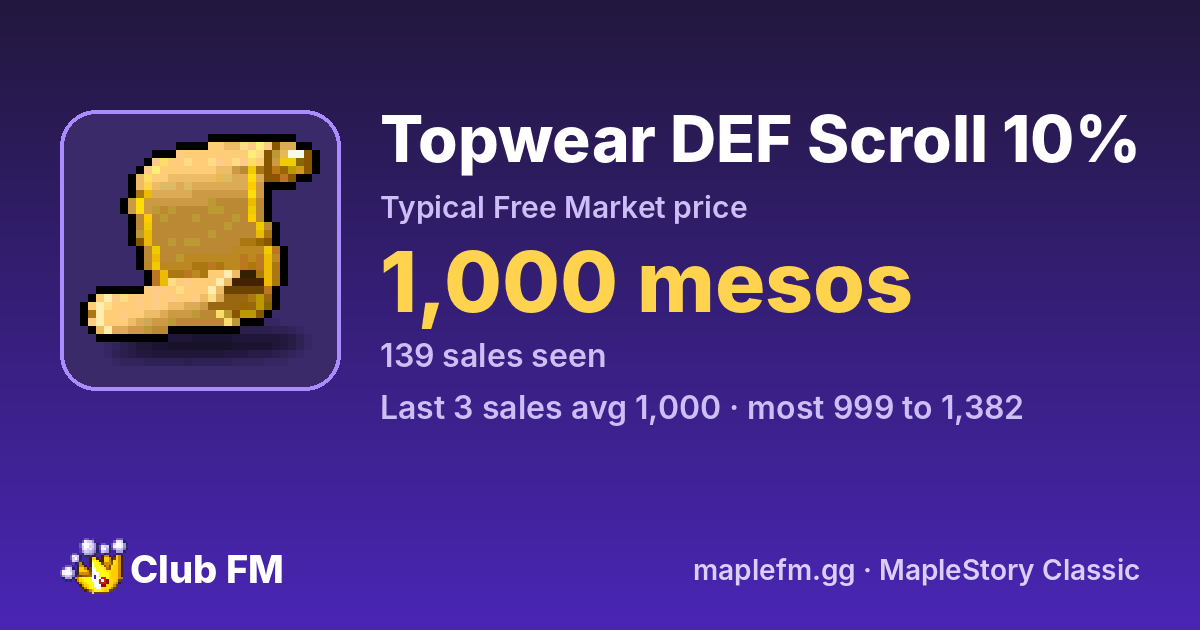 Topwear DEF Scroll 10%
Typical Free Market price
1,000 mesos
139 sales seen
Last 3 sales avg 1,000 · most 999 to 1,382
Club FM
maplefm.gg · MapleStory Classic